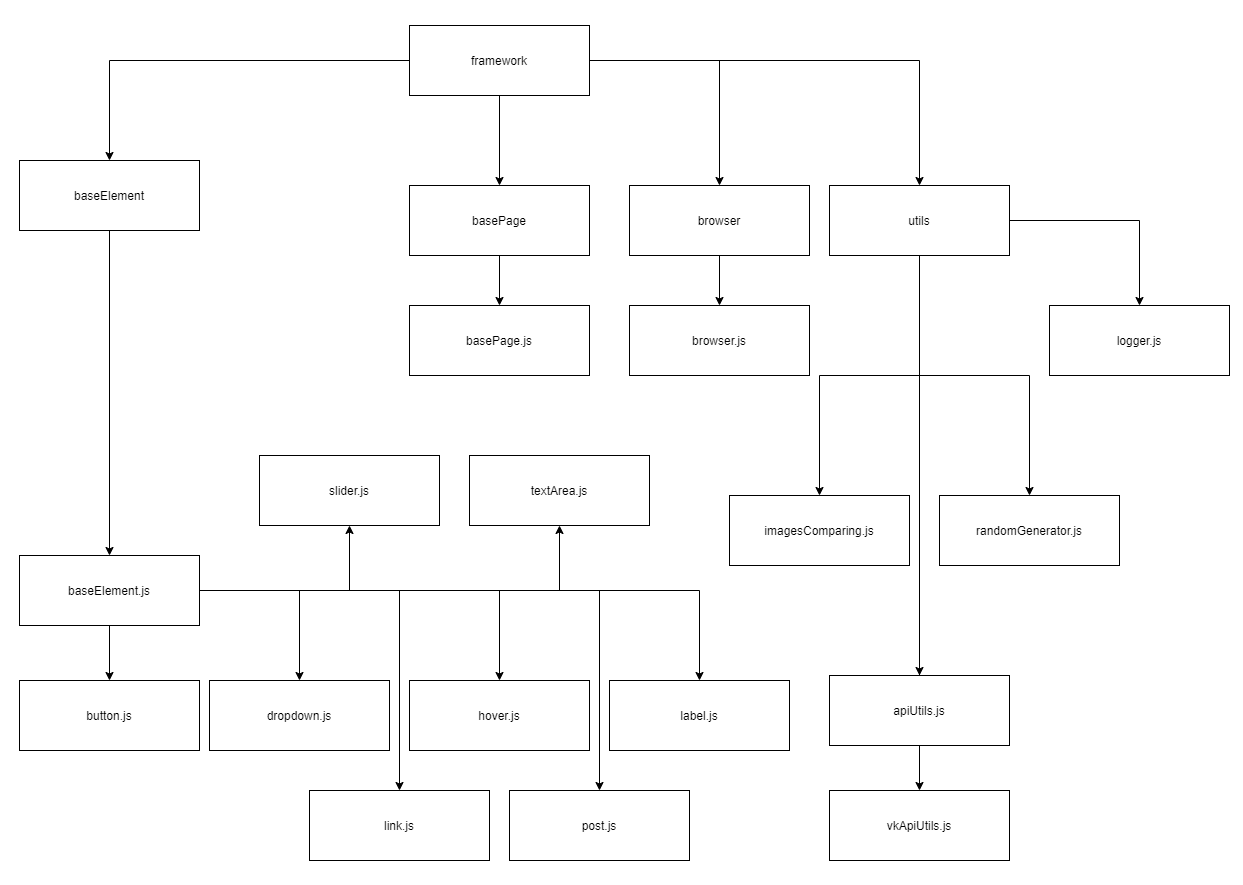 framework
baseElement
basePage
browser
utils
basePage.js
browser.js
logger.js
slider.js
textArea.js
imagesComparing.js
randomGenerator.js
baseElement.js
button.js
dropdown.js
hover.js
label.js
apiUtils.js
link.js
post.js
vkApiUtils.js